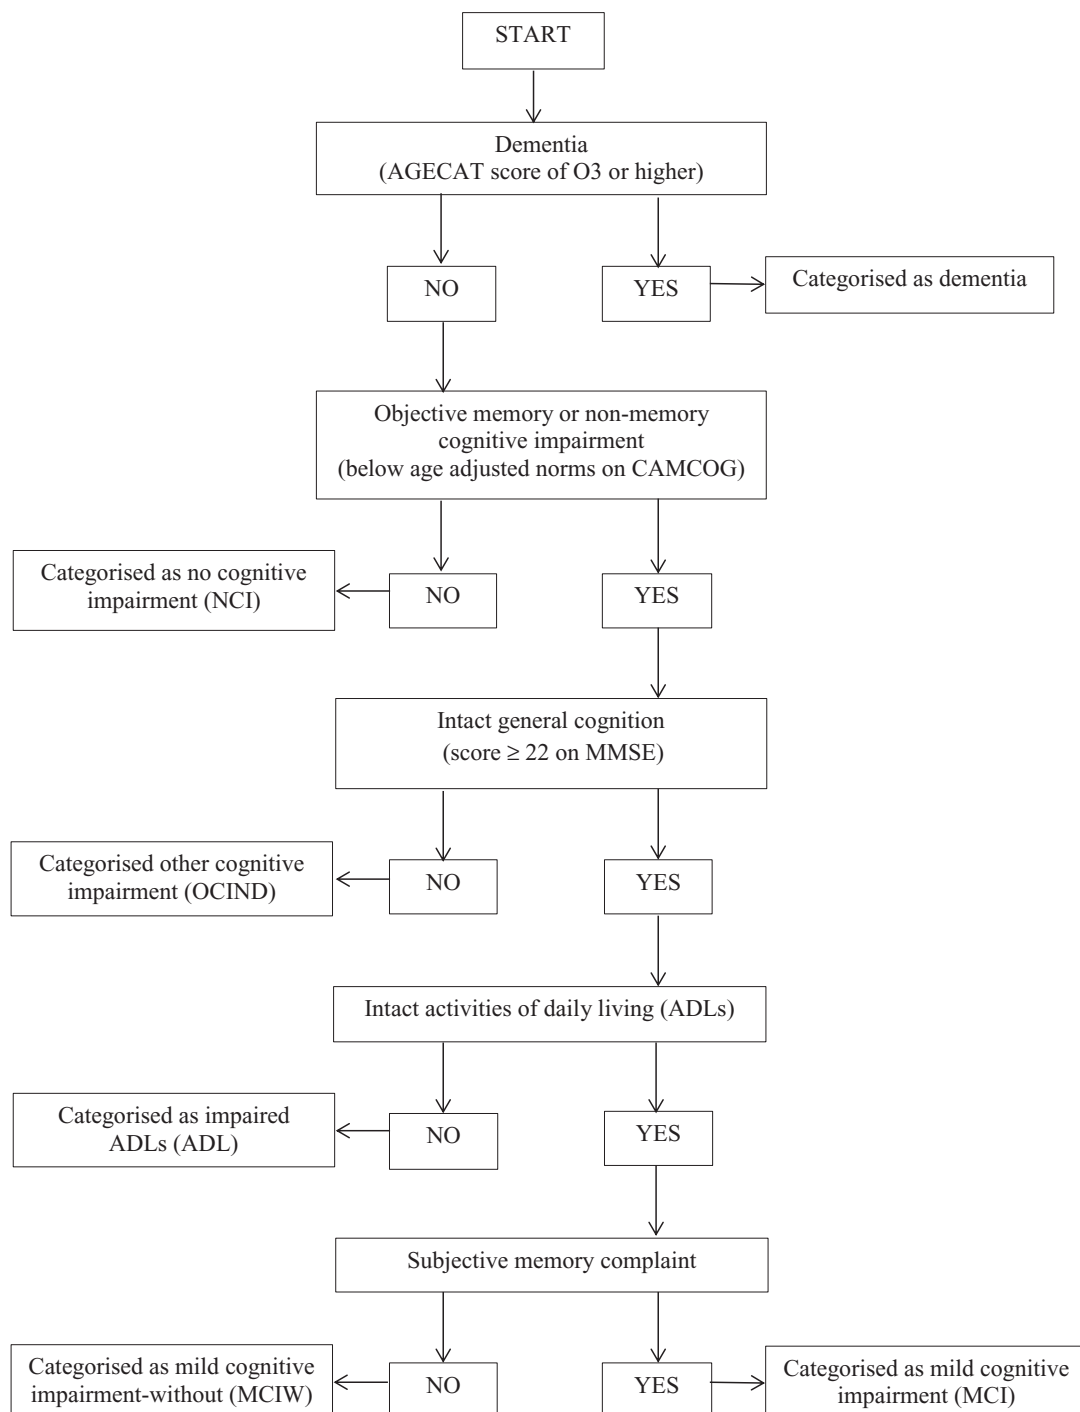 START
Dementia
(AGECAT score of O3 or higher)
NO
YES
Categorised as dementia
Objective memory or non-memory
cognitive impairment
(below age adjusted norms on CAMCOG)
Categorised as no cognitive
impairment (NCI)
NO
YES
Intact general cognition
(score ≥ 22 on MMSE)
Categorised other cognitive
impairment (OCIND)
NO
YES
Intact activities of daily living (ADLs)
Categorised as impaired
ADLs (ADL)
NO
YES
Subjective memory complaint
Categorised as mild cognitive
impairment-without (MCIW)
NO
YES
Categorised as mild cognitive
impairment (MCI)